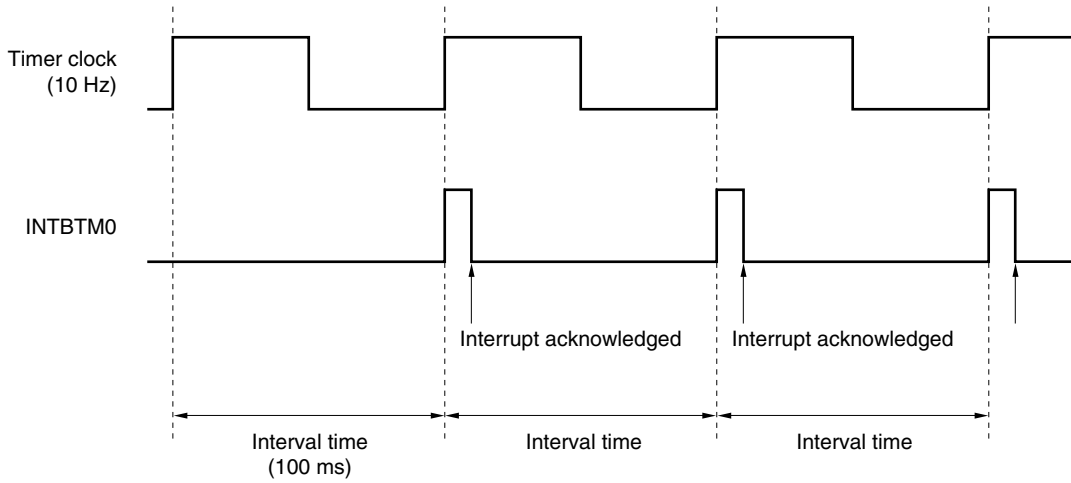 Timer clock
(10 Hz)
INTBTM0
Interrupt acknowledged
Interrupt acknowledged
Interval time
(100 ms)
Interval time
Interval time